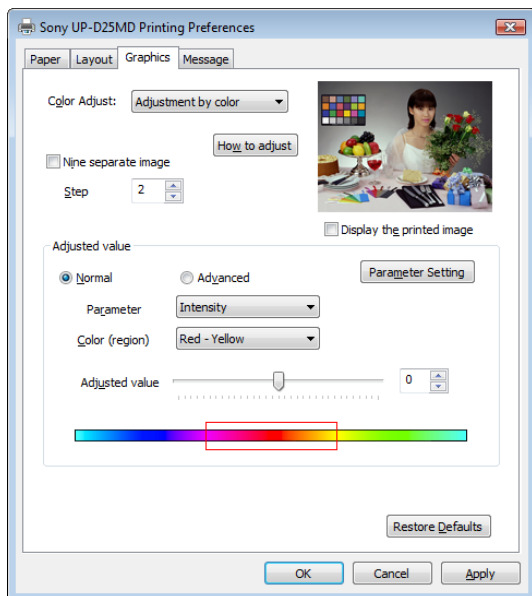 Sony UP-D25MD Printing Preferences
Paper Layout Graphics Message
Color Adjust: Adjustment by color
How to adjust
Nine separate image
Step 2
Display the printed image
Adjusted value
Normal Advanced Parameter Setting
Parameter Intensity
Color (region) Red - Yellow
Adjusted value 0
Restore Defaults
OK Cancel Apply